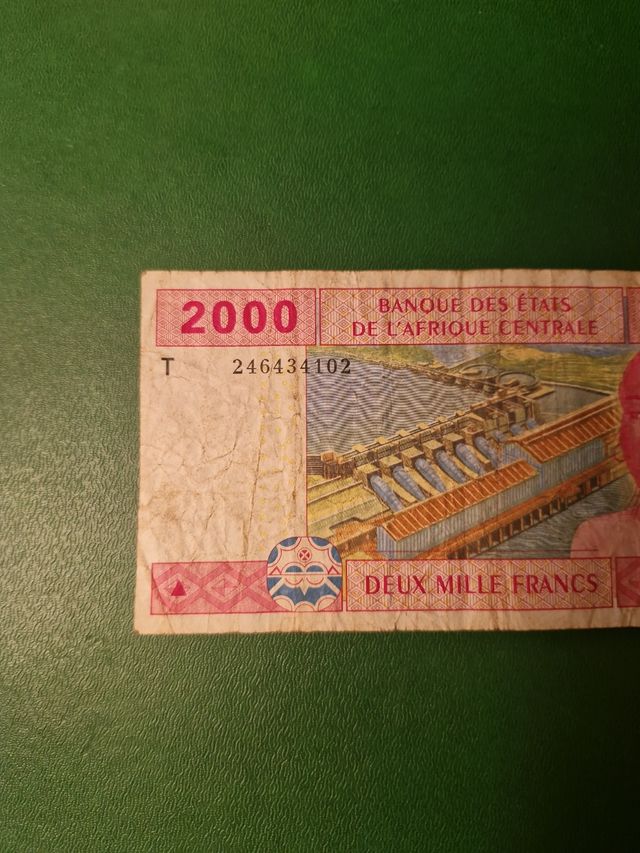 2000
BANQUE DES ÉTATS
DE L'AFRIQUE CENTRALE
T 246434102
DEUX MILLE FRANCS